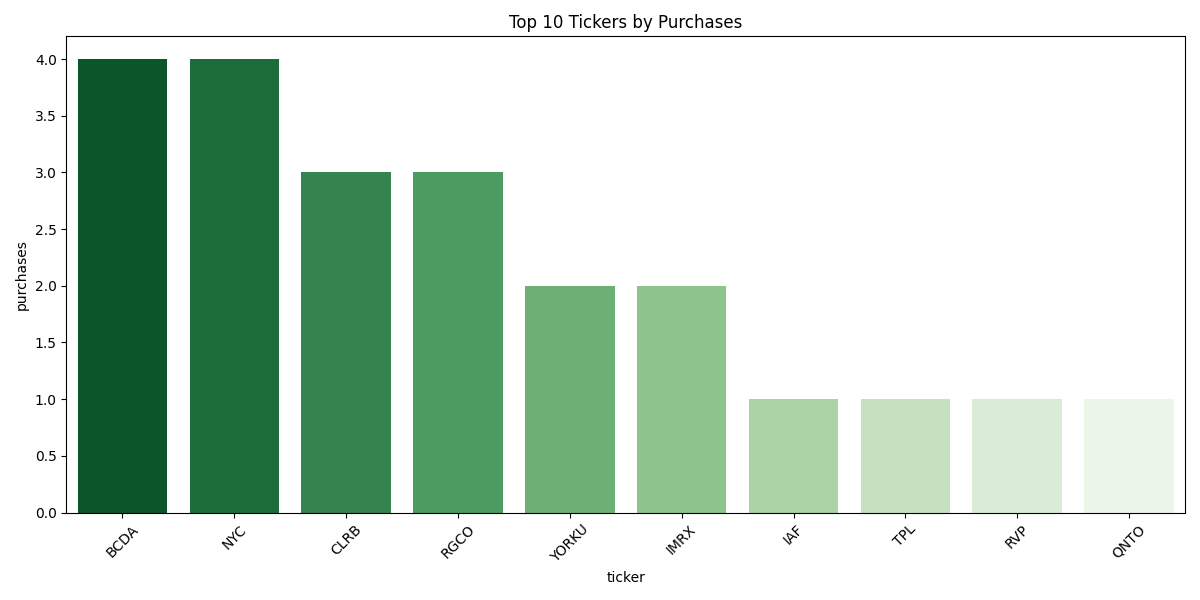 Top 10 Tickers by Purchases
purchases
4.0
3.5
3.0
2.5
2.0
1.5
1.0
0.5
0.0
BCDA NYC CLRB RGCO YORKU IMRX IAF TPL RVP QNTO
ticker